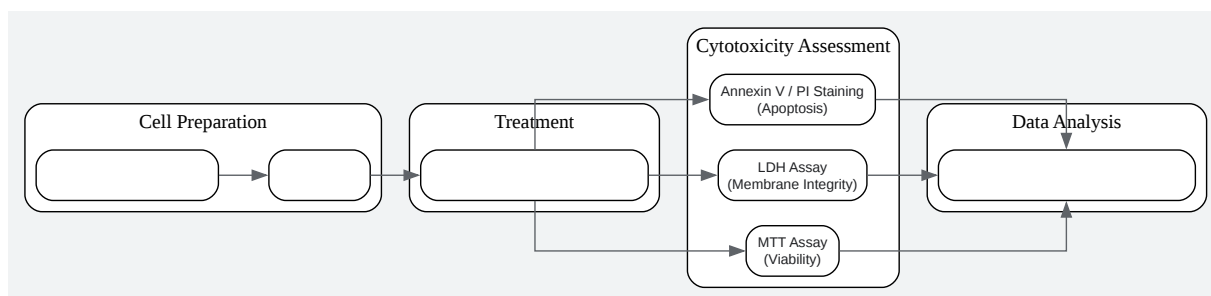 Cell Preparation
Treatment
Cytotoxicity Assessment
Annexin V / PI Staining
(Apoptosis)
LDH Assay
(Membrane Integrity)
MTT Assay
(Viability)
Data Analysis